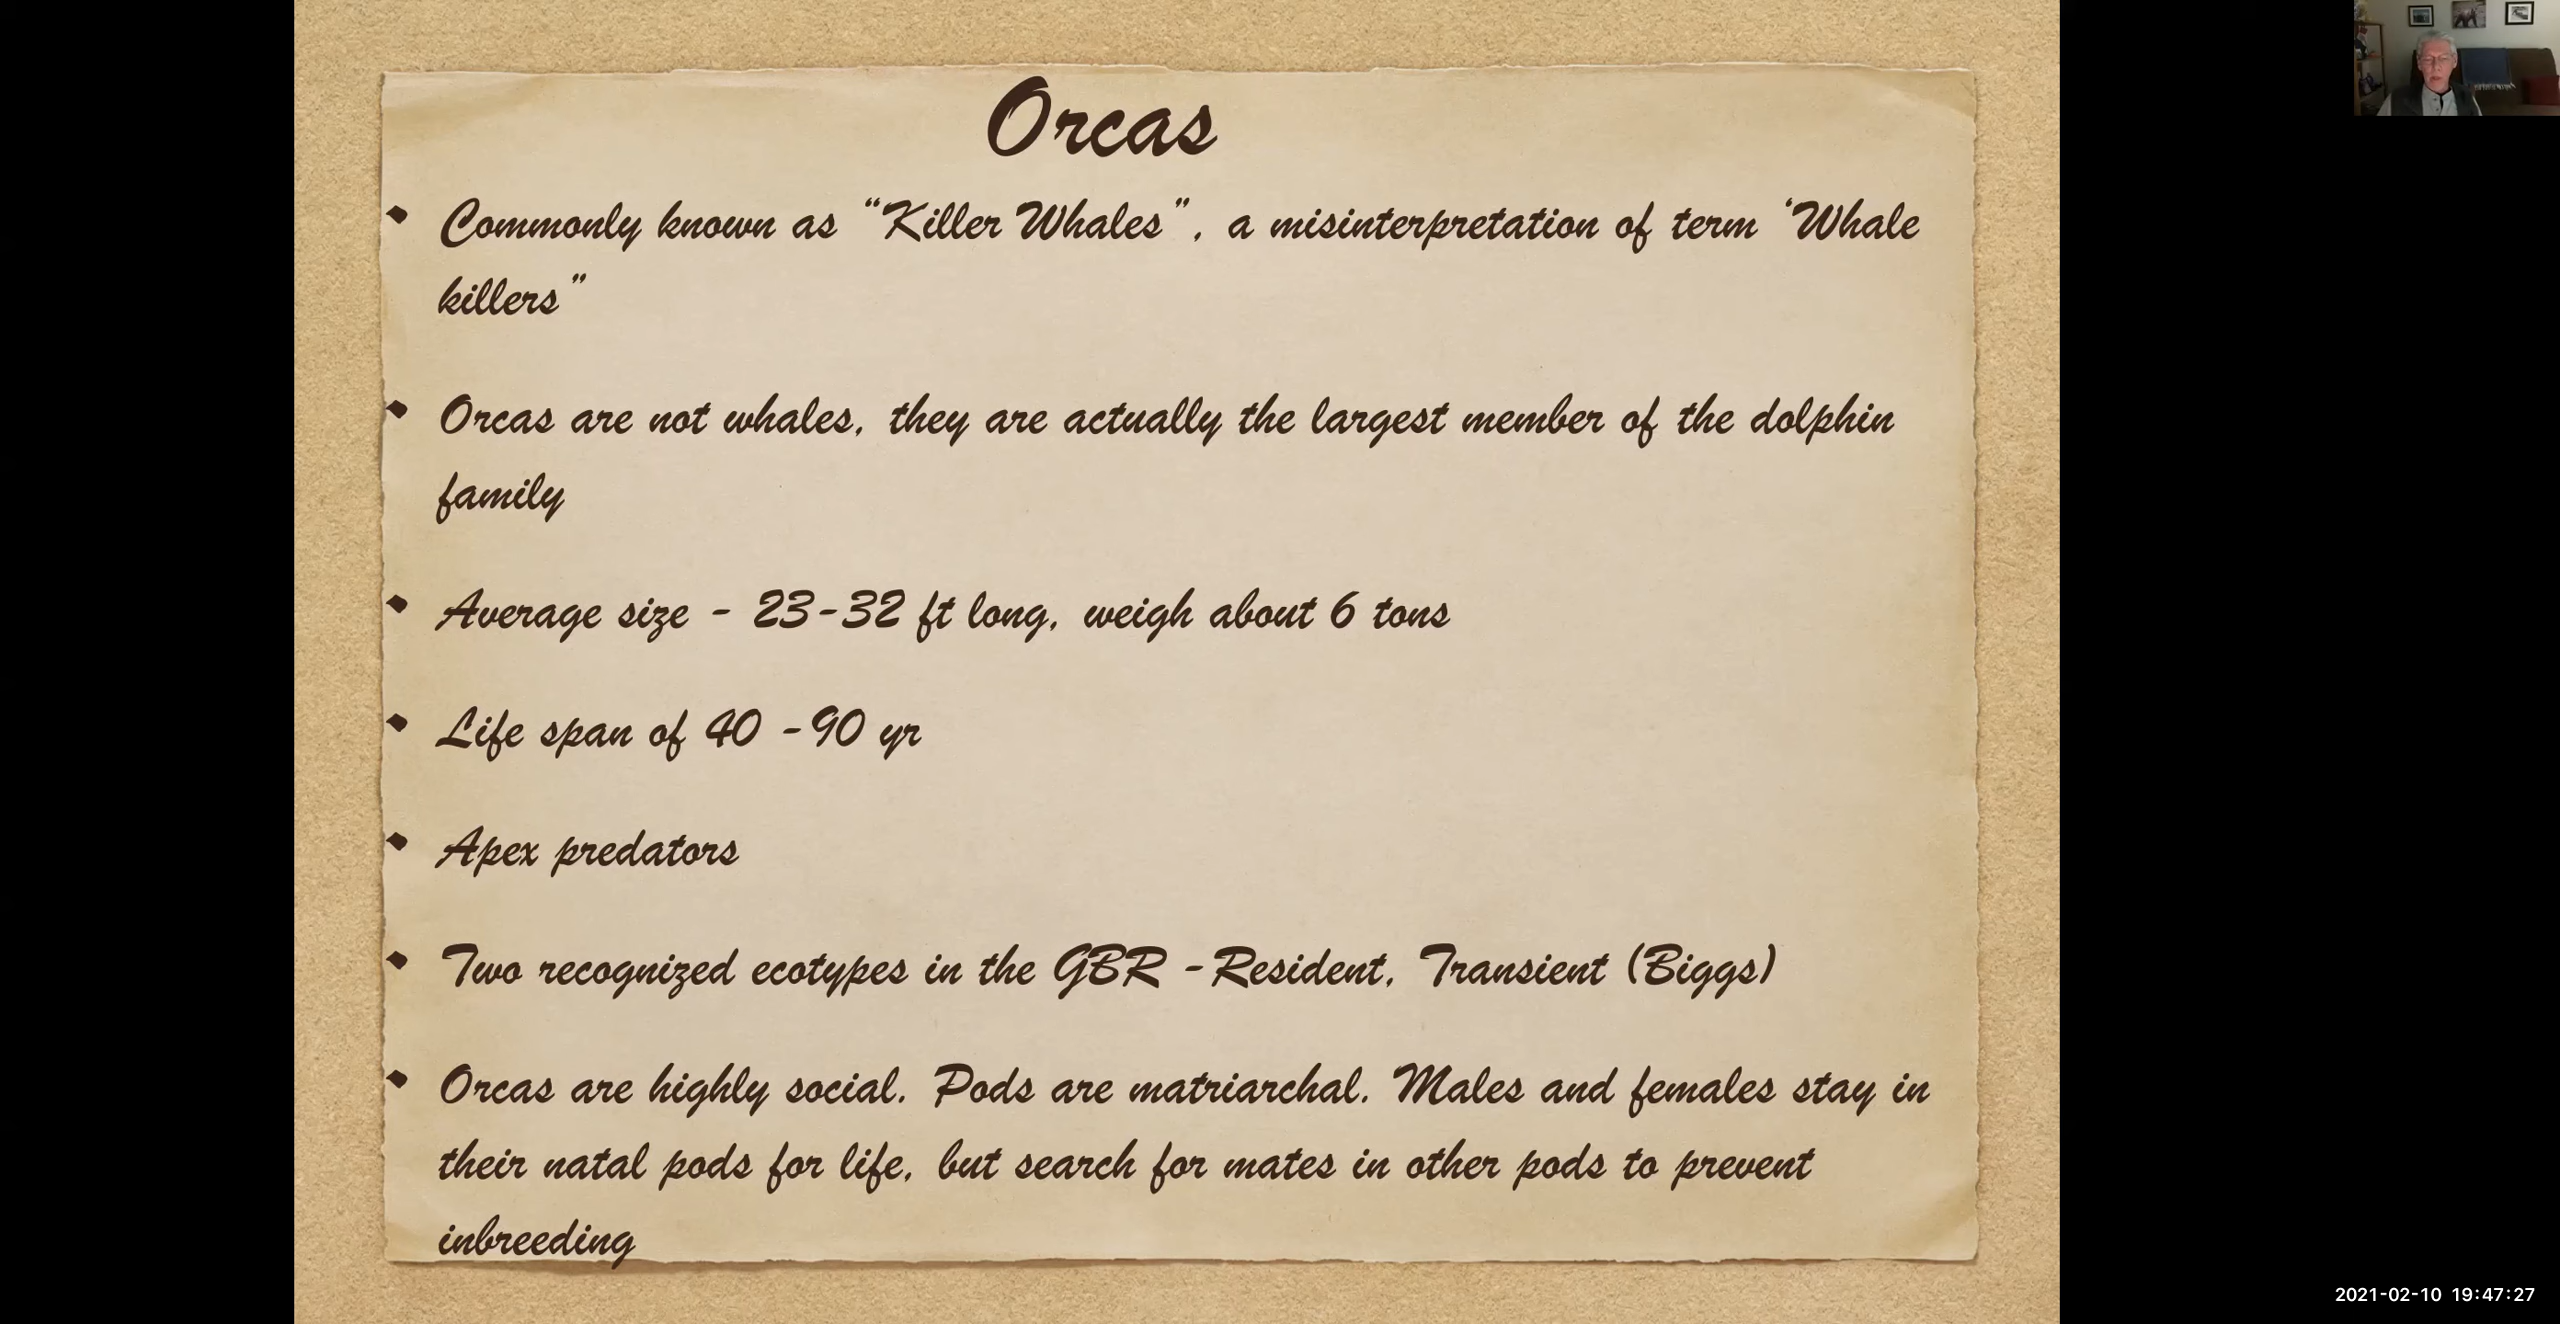 Orcas
• Commonly known as “Killer Whales”, a misinterpretation of term ‘Whale
killers”
• Orcas are not whales, they are actually the largest member of the dolphin
family
• Average size - 23-32 ft long, weigh about 6 tons
• Life span of 40 -90 yr
• Apex predators
• Two recognized ecotypes in the GBR -Resident, Transient (Biggs)
• Orcas are highly social. Pods are matriarchal. Males and females stay in
their natal pods for life, but search for mates in other pods to prevent
inbreeding
2021-02-10 19:47:27